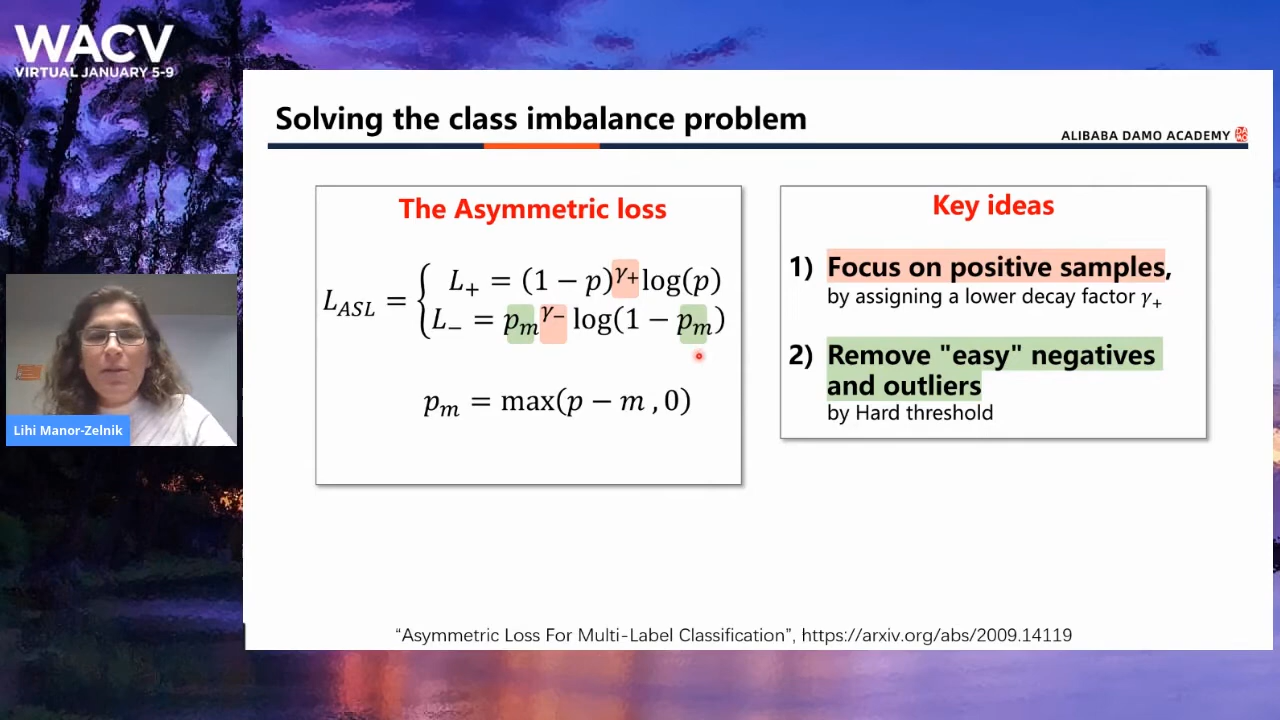 WACV
VIRTUAL JANUARY 5-9
Solving the class imbalance problem
ALIBABA DAMO ACADEMY
The Asymmetric loss
L_ASL = { L₊ = (1 − p)^γ₊ log(p)
L₋ = p_m^γ₋ log(1 − p_m)
p_m = max(p − m , 0)
Key ideas
1) Focus on positive samples,
by assigning a lower decay factor γ₊
2) Remove "easy" negatives
and outliers
by Hard threshold
Lihi Manor-Zelnik
“Asymmetric Loss For Multi-Label Classification”, https://arxiv.org/abs/2009.14119